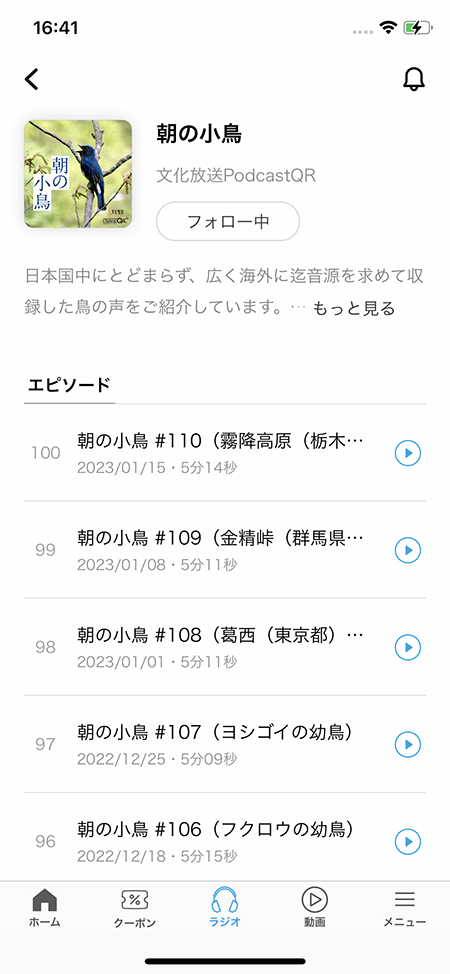 16:41
朝の小鳥
朝の
小鳥
文化放送PodcastQR
フォロー中
日本国中にとどまらず、広く海外に迄音源を求めて収
録した鳥の声をご紹介しています。… もっと見る
エピソード
100
朝の小鳥 #110（霧降高原（栃木…
2023/01/15・5分14秒
99
朝の小鳥 #109（金精峠（群馬県…
2023/01/08・5分11秒
98
朝の小鳥 #108（葛西（東京都）…
2023/01/01・5分11秒
97
朝の小鳥 #107（ヨシゴイの幼鳥）
2022/12/25・5分09秒
96
朝の小鳥 #106（フクロウの幼鳥）
2022/12/18・5分15秒
ホーム
クーポン
ラジオ
動画
メニュー